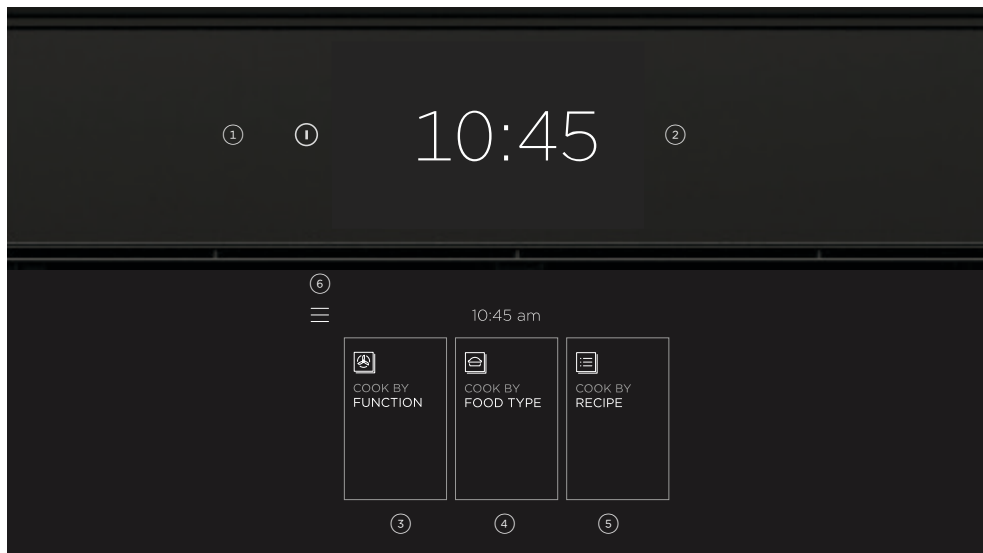 1
10:45
2
6
10:45 am
COOK BY
FUNCTION
COOK BY
FOOD TYPE
COOK BY
RECIPE
3
4
5